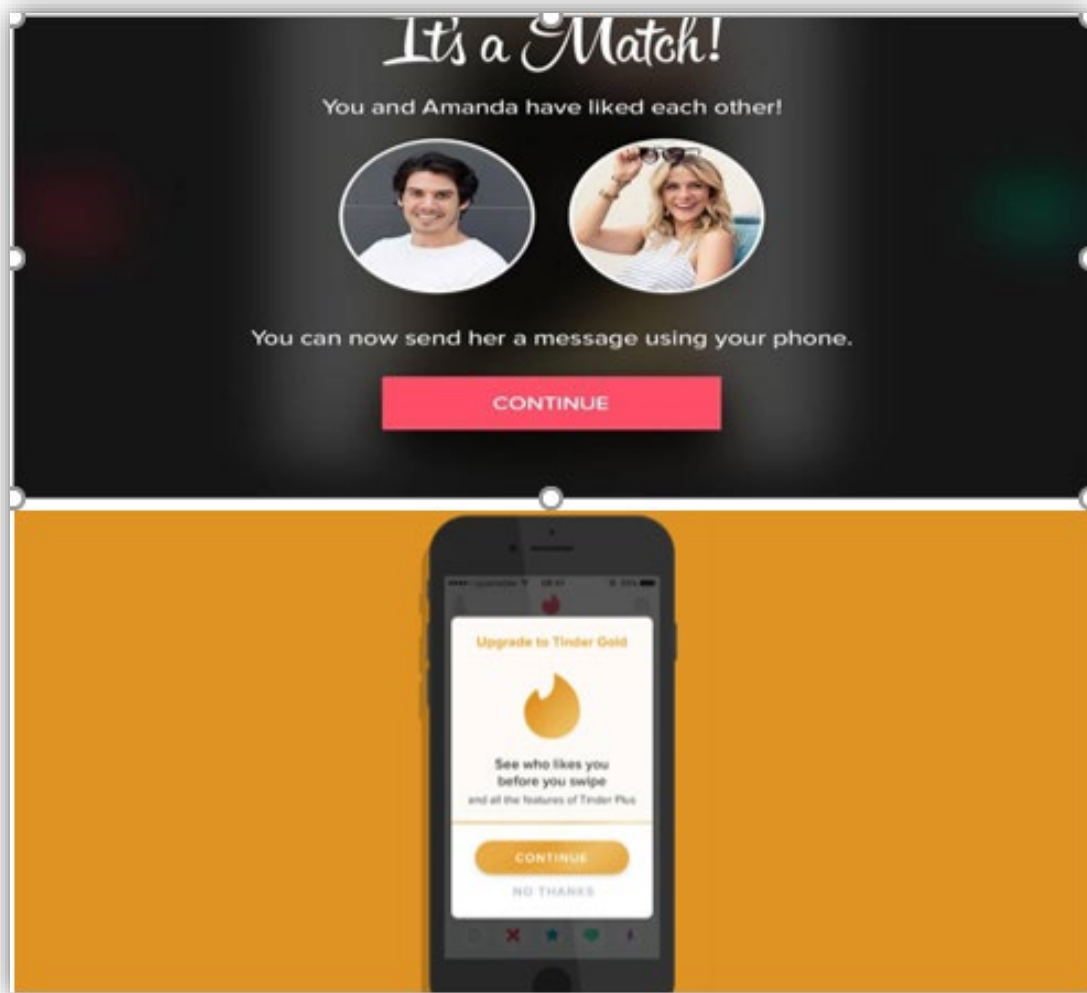 It's a Match!
You and Amanda have liked each other!
You can now send her a message using your phone.
CONTINUE
Upgrade to Tinder Gold
See who likes you
before you swipe
and all the features of Tinder Plus
CONTINUE
NO THANKS